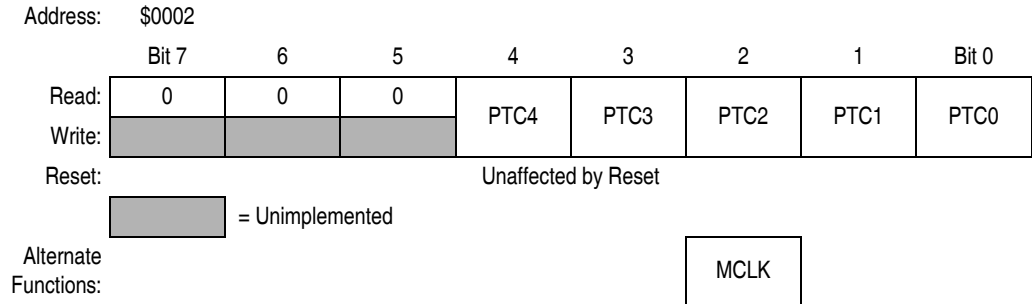 Address: $0002
Bit 7 6 5 4 3 2 1 Bit 0
Read: 0 0 0 PTC4 PTC3 PTC2 PTC1 PTC0
Write:
Reset: Unaffected by Reset
= Unimplemented
Alternate
Functions: MCLK